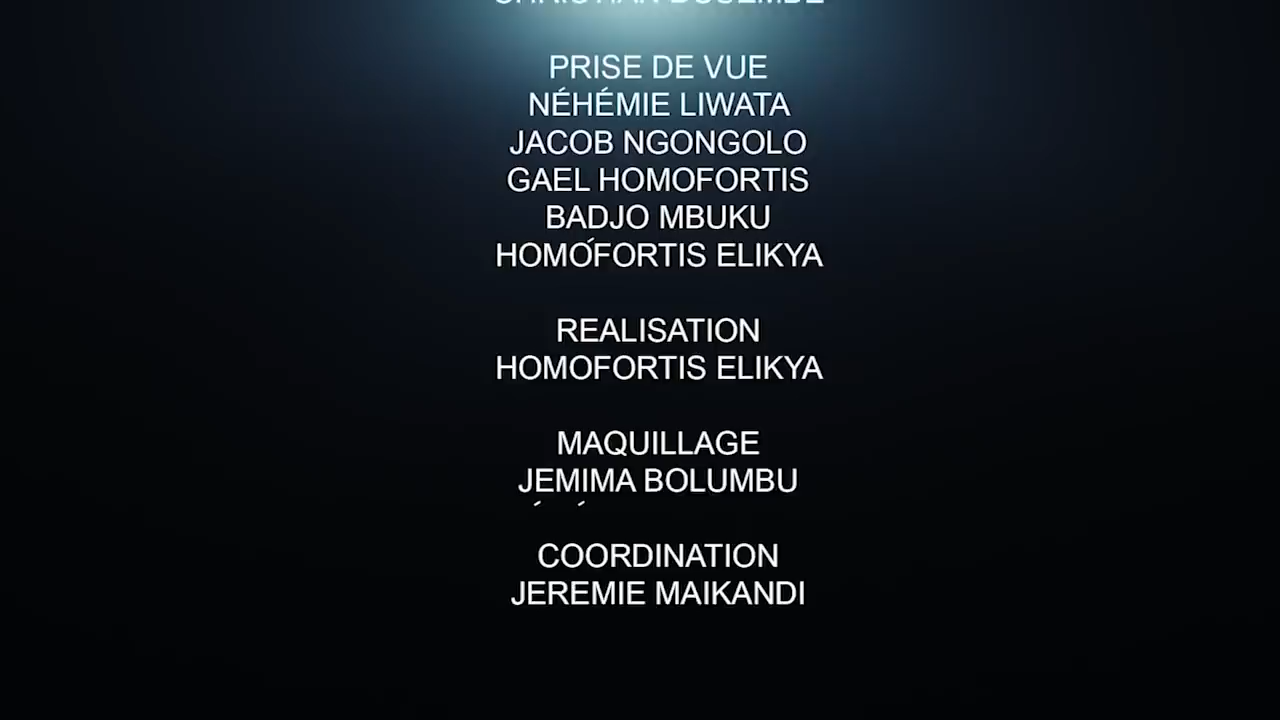 PRISE DE VUE
NÉHÉMIE LIWATA
JACOB NGONGOLO
GAEL HOMOFORTIS
BADJO MBUKU
HOMOFORTIS ELIKYA
REALISATION
HOMOFORTIS ELIKYA
MAQUILLAGE
JEMIMA BOLUMBU
COORDINATION
JEREMIE MAIKANDI